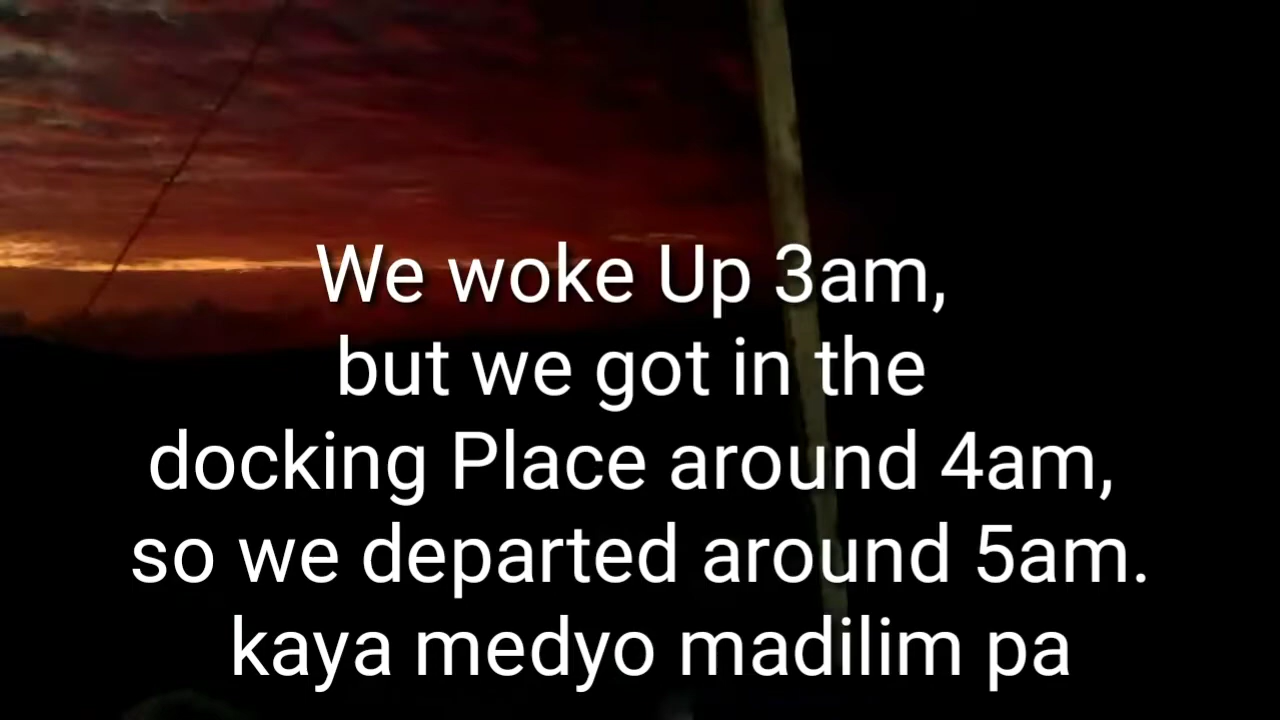 We woke Up 3am,
but we got in the
docking Place around 4am,
so we departed around 5am.
kaya medyo madilim pa